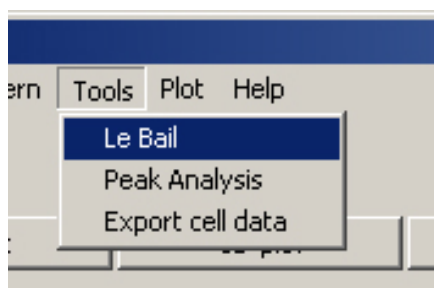 ern Tools Plot Help
Le Bail
Peak Analysis
Export cell data